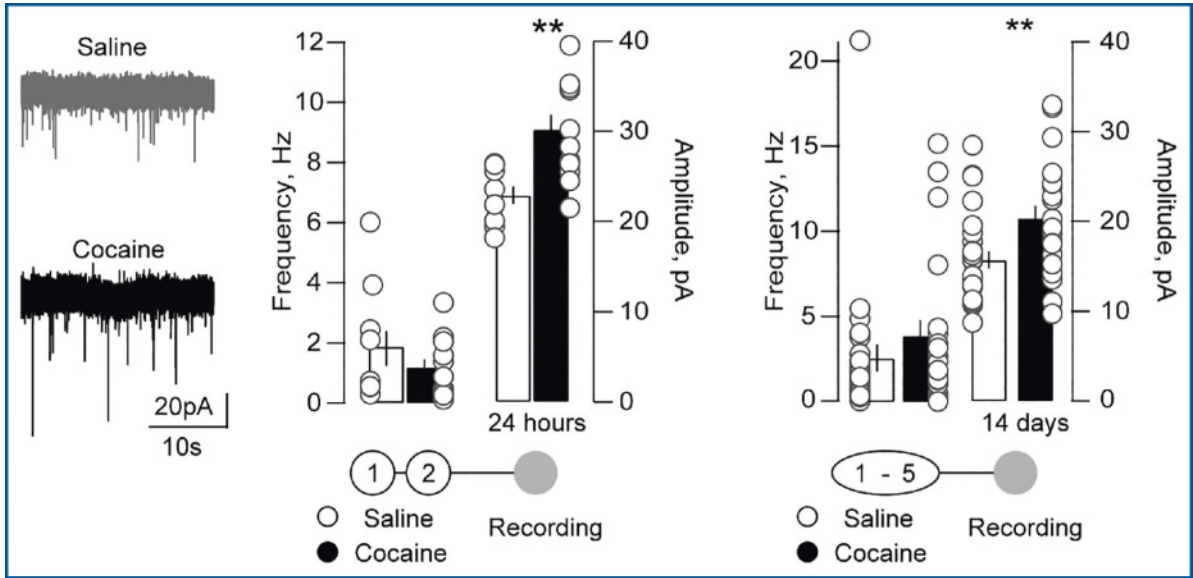 Saline
Cocaine
20pA
10s
**
Frequency, Hz
12
10
8
6
4
2
0
Amplitude, pA
40
30
20
10
0
24 hours
1 2
Saline
Cocaine
Recording
**
Frequency, Hz
20
15
10
5
0
Amplitude, pA
40
30
20
10
0
14 days
1 - 5
Saline
Cocaine
Recording